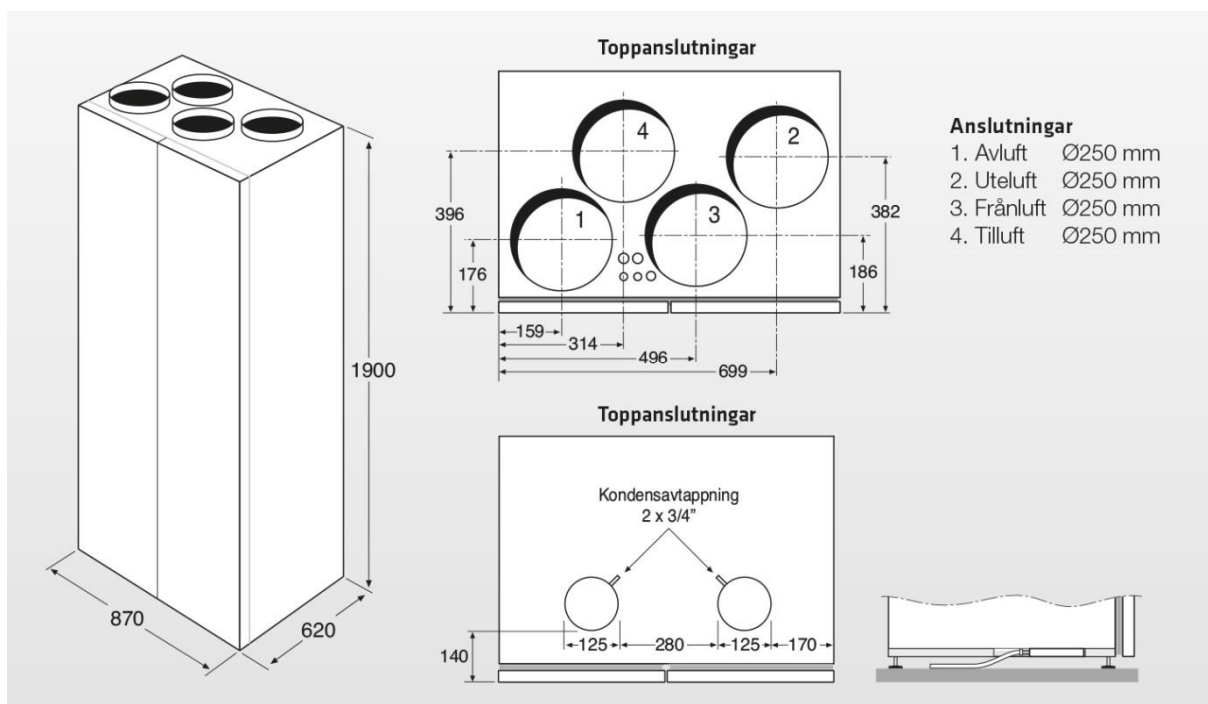 1900
870
620
Toppanslutningar
4
2
1
3
396
176
382
186
159
314
496
699
Anslutningar
1. Avluft Ø250 mm
2. Uteluft Ø250 mm
3. Frånluft Ø250 mm
4. Tilluft Ø250 mm
Toppanslutningar
Kondensavtappning
2 x 3/4”
140
125
280
125
170